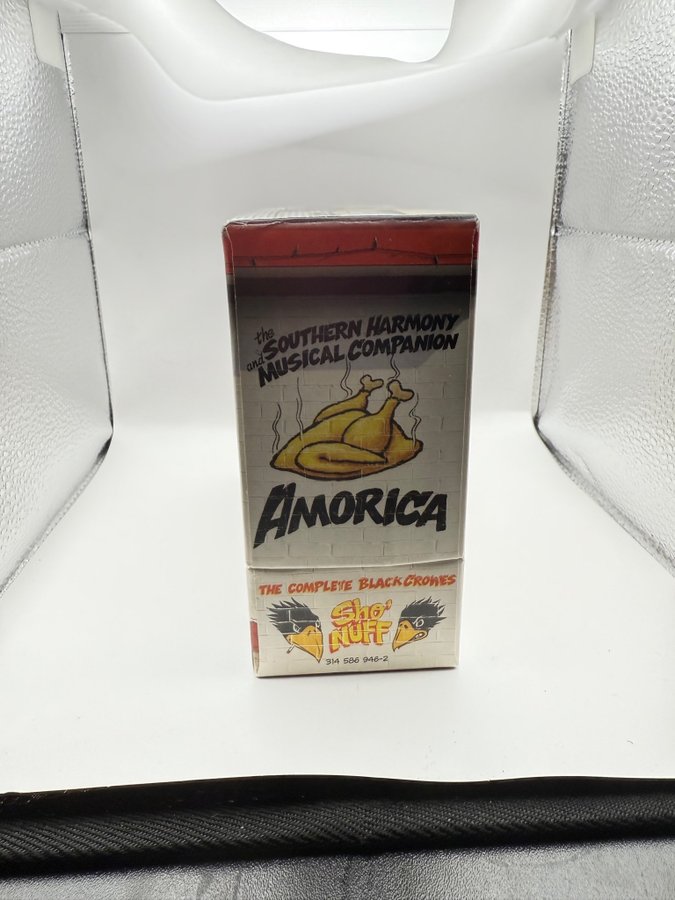 the
SOUTHERN HARMONY
and MUSICAL COMPANION
AMORICA
THE COMPLETE BLACK CROWES
Sho'
NUFF
314 586 946-2